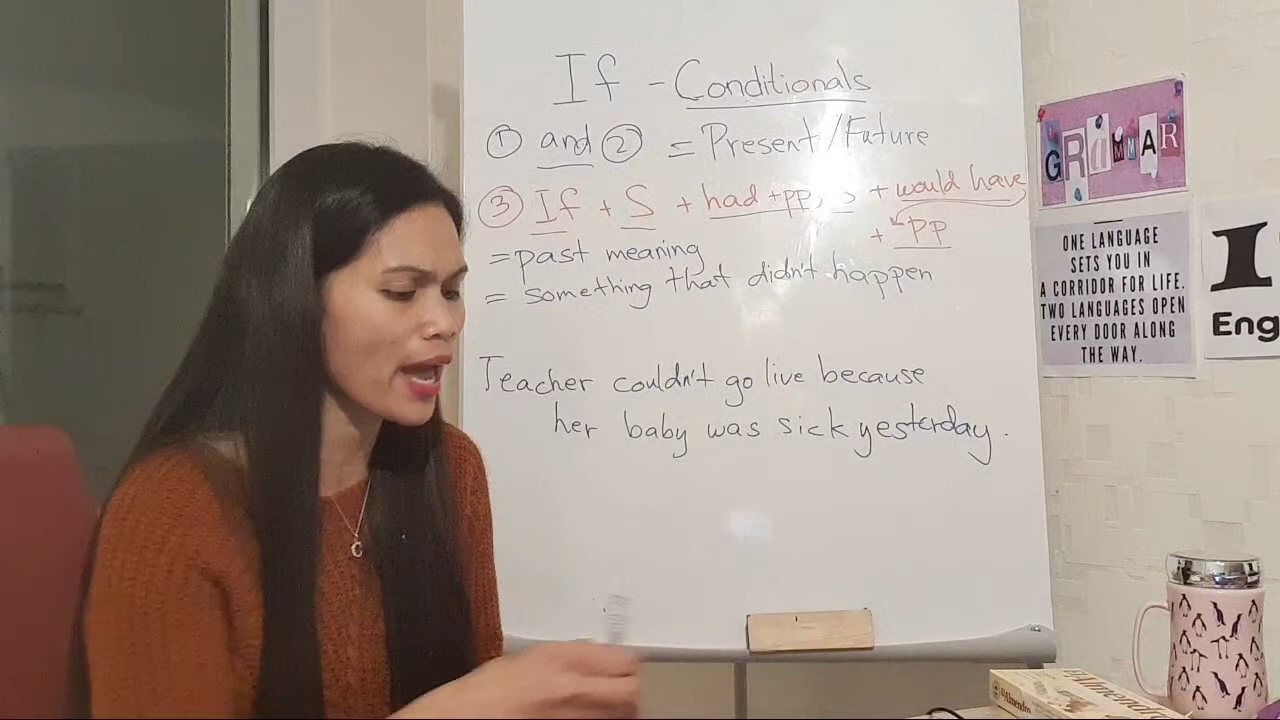 If - Conditionals
① and ② = Present/Future
③ If + S + had +pp, s + would have
+ pp
= past meaning
= something that didn't happen
Teacher couldn't go live because
her baby was sick yesterday.
GRAMMAR
ONE LANGUAGE
SETS YOU IN
A CORRIDOR FOR LIFE.
TWO LANGUAGES OPEN
EVERY DOOR ALONG
THE WAY.
I
Eng
C